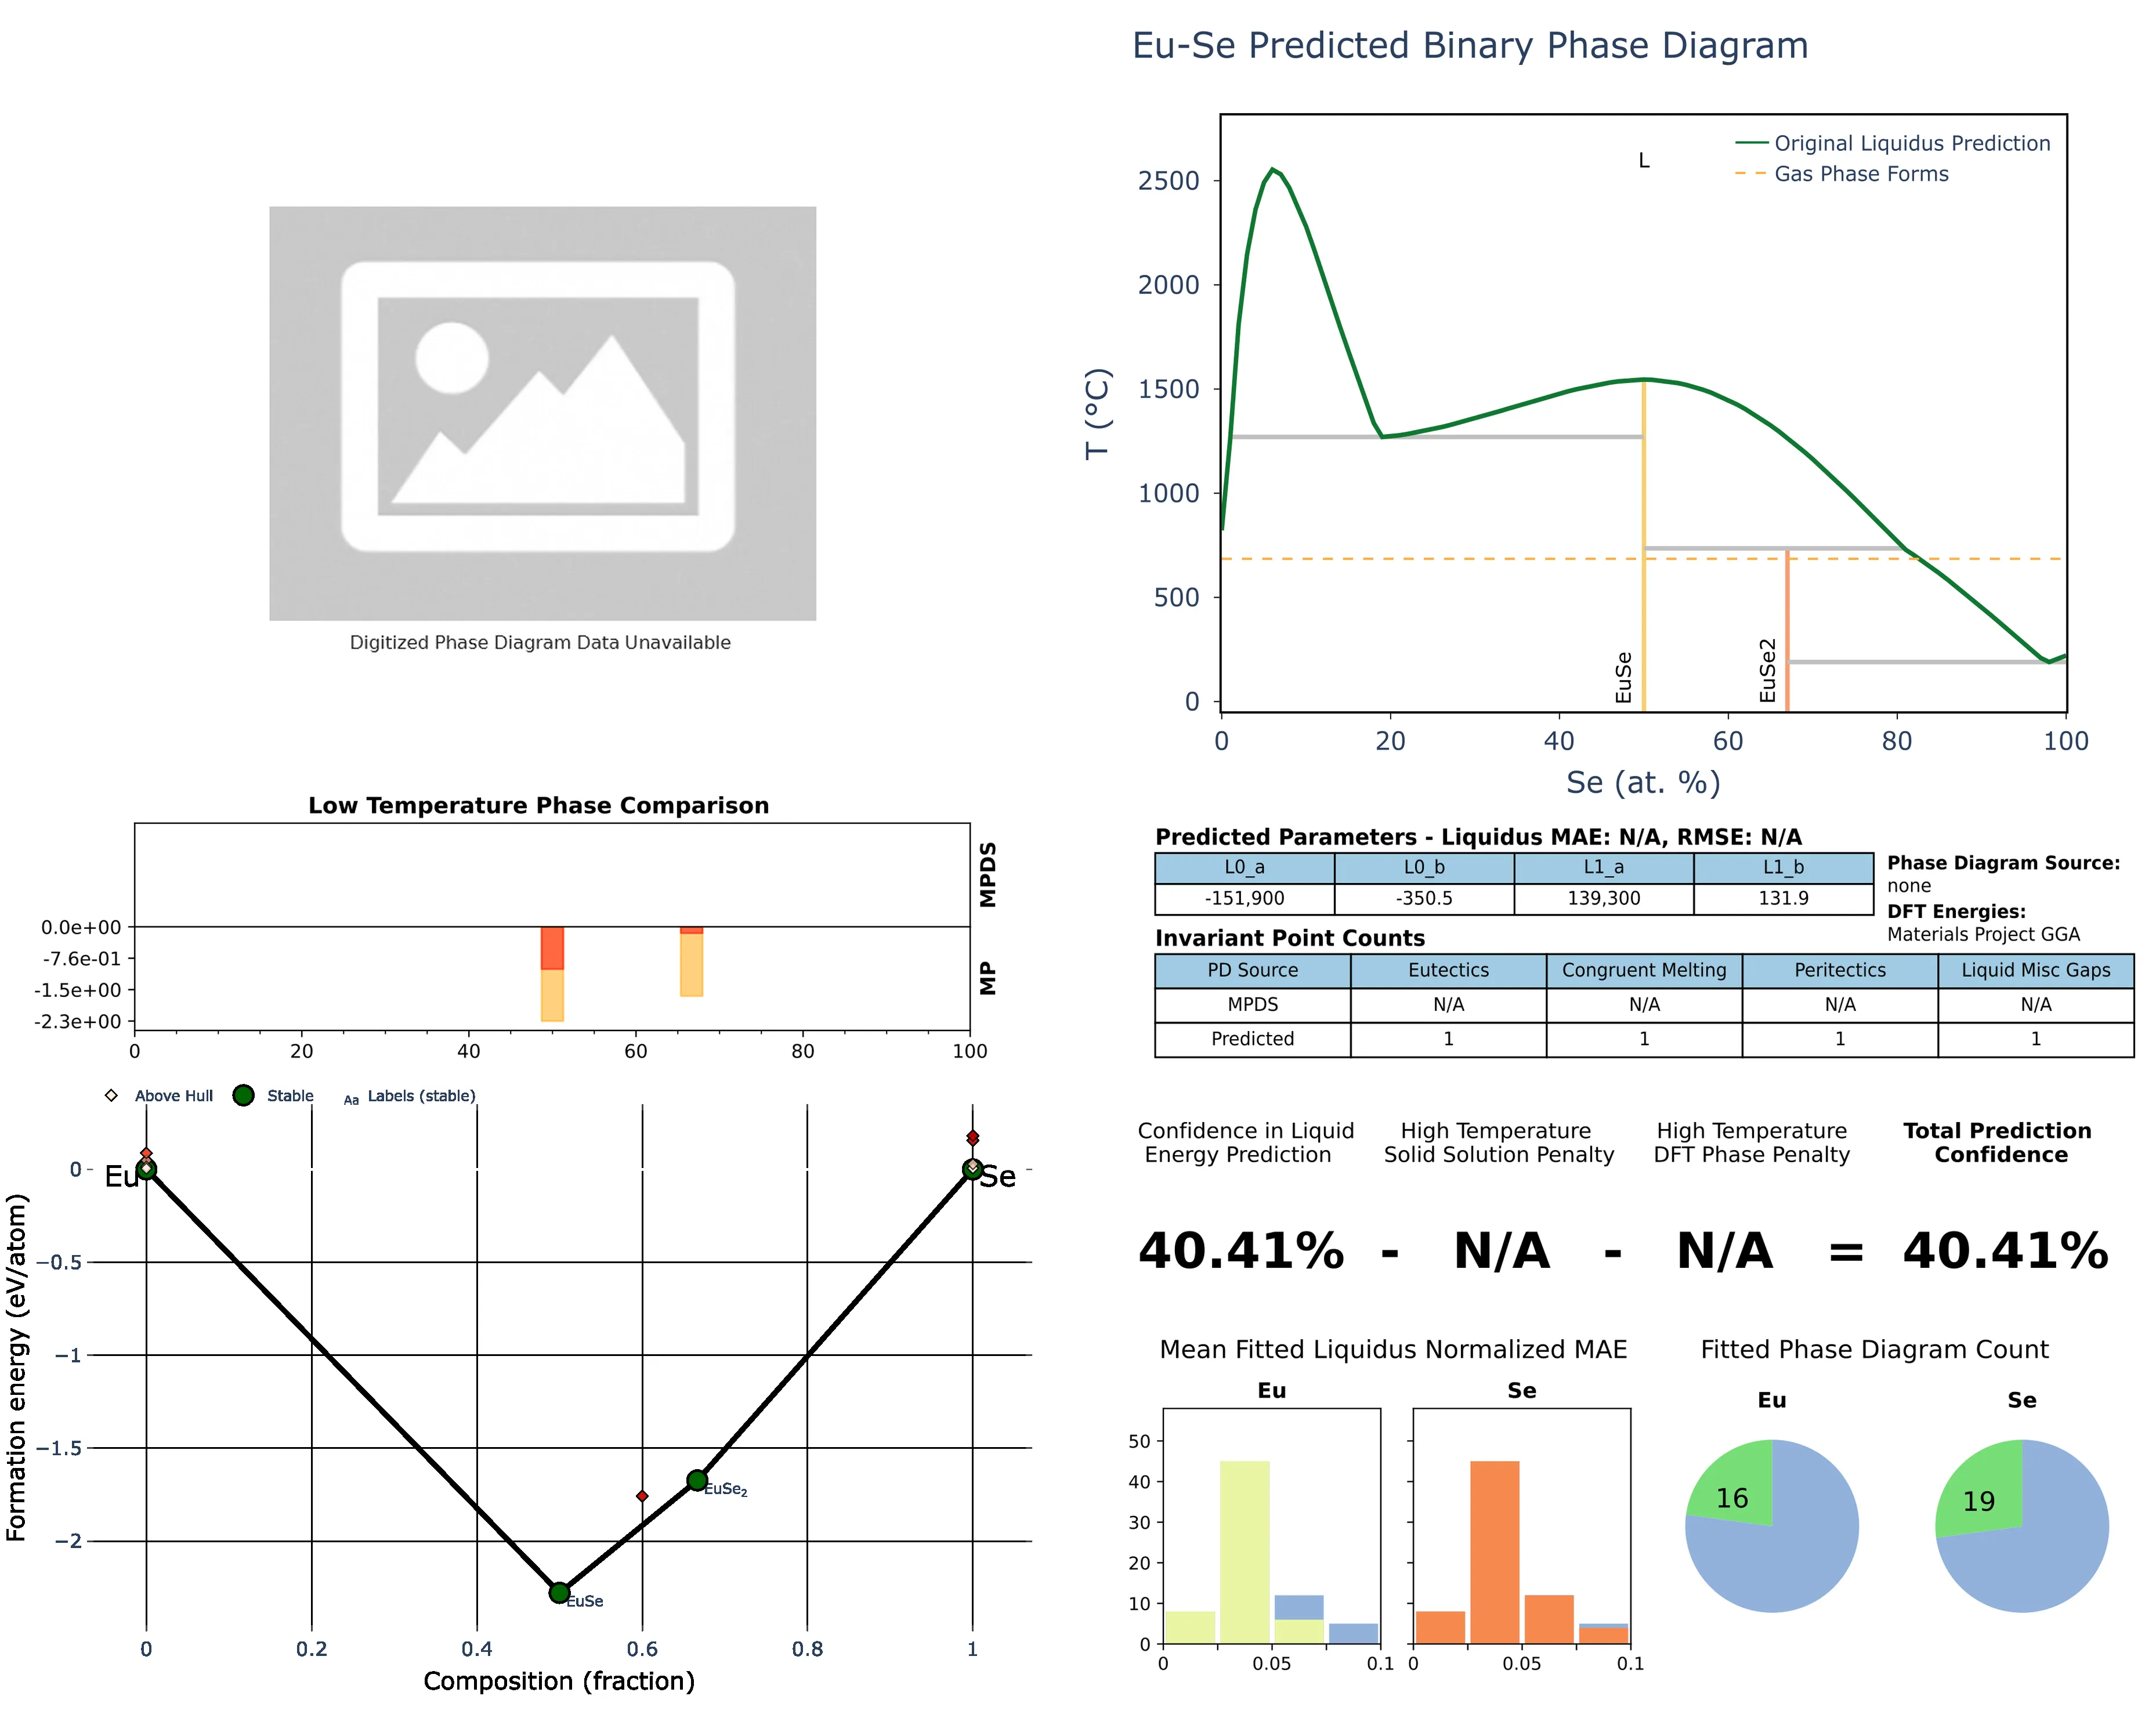 Eu-Se Predicted Binary Phase Diagram
Digitized Phase Diagram Data Unavailable
L
Original Liquidus Prediction
Gas Phase Forms
2500
2000
1500
1000
500
0
T (°C)
EuSe
EuSe2
0 20 40 60 80 100
Se (at. %)
Low Temperature Phase Comparison
MPDS
MP
0.0e+00
-7.6e-01
-1.5e+00
-2.3e+00
0 20 40 60 80 100
Predicted Parameters - Liquidus MAE: N/A, RMSE: N/A
L0_a L0_b L1_a L1_b
-151,900 -350.5 139,300 131.9
Phase Diagram Source:
none
DFT Energies:
Materials Project GGA
Invariant Point Counts
PD Source Eutectics Congruent Melting Peritectics Liquid Misc Gaps
MPDS N/A N/A N/A N/A
Predicted 1 1 1 1
Above Hull Stable Aa Labels (stable)
Eu
Se
0
−0.5
−1
−1.5
−2
Formation energy (eV/atom)
EuSe₂
EuSe
0 0.2 0.4 0.6 0.8 1
Composition (fraction)
Confidence in Liquid
Energy Prediction
High Temperature
Solid Solution Penalty
High Temperature
DFT Phase Penalty
Total Prediction
Confidence
40.41% - N/A - N/A = 40.41%
Mean Fitted Liquidus Normalized MAE
Eu Se
50
40
30
20
10
0
0 0.05 0.1
0 0.05 0.1
Fitted Phase Diagram Count
Eu Se
16 19